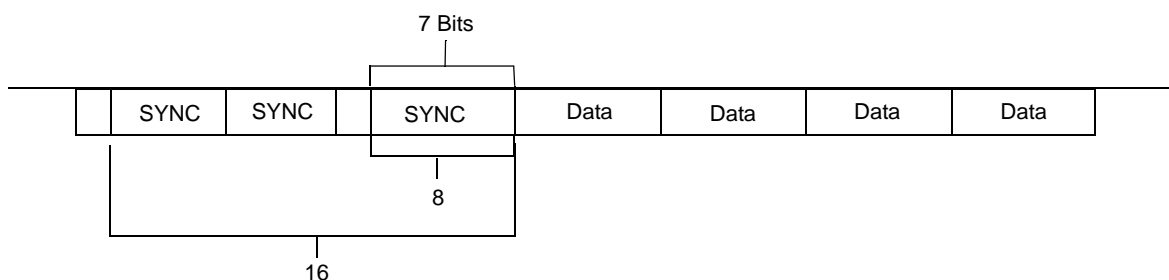 7 Bits
SYNC SYNC SYNC Data Data Data Data
8
16